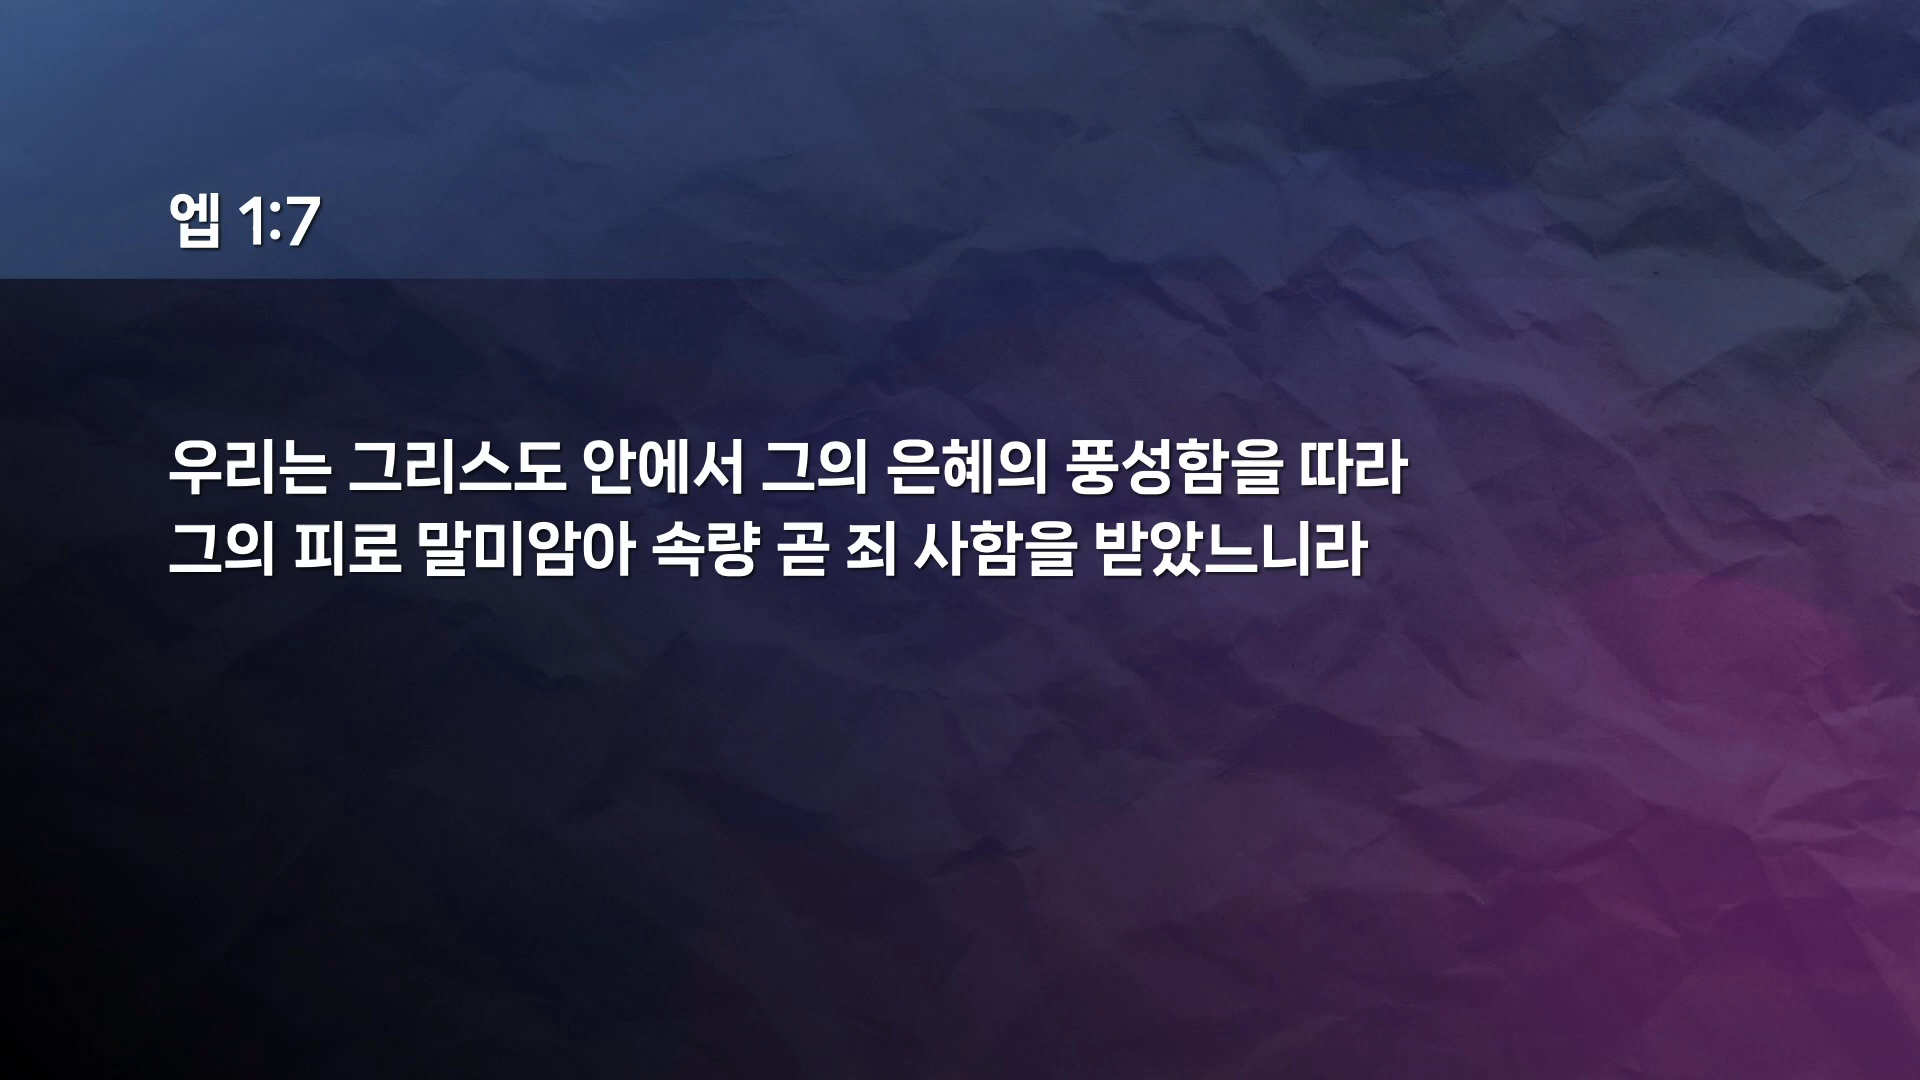 엡 1:7
우리는 그리스도 안에서 그의 은혜의 풍성함을 따라
그의 피로 말미암아 속량 곧 죄 사함을 받았느니라